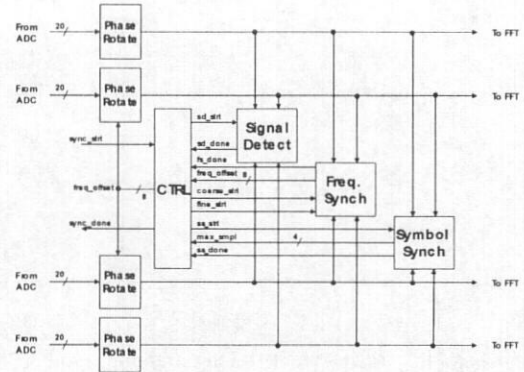 From ADC
20
Phase Rotate
To FFT
From ADC
20
Phase Rotate
To FFT
sync_strt
freq_offset
8
sync_done
CTRL
sd_strt
sd_done
fs_done
freq_offset
8
coarse_strt
fine_strt
ss_strt
max_smpl
4
ss_done
Signal Detect
Freq. Synch
Symbol Synch
From ADC
20
Phase Rotate
To FFT
From ADC
20
Phase Rotate
To FFT